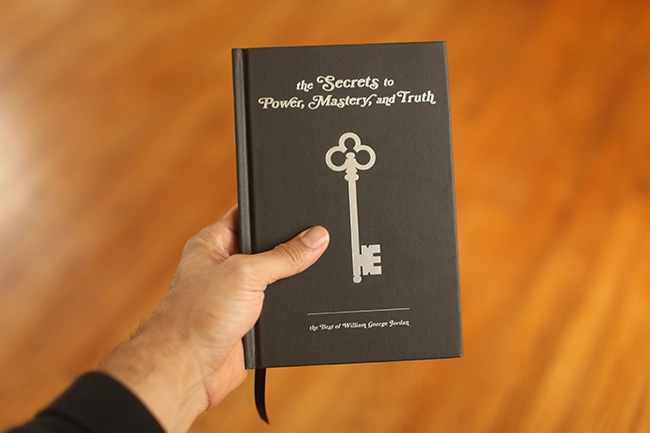 the Secrets to
Power, Mastery, and Truth
the Best of William George Jordan